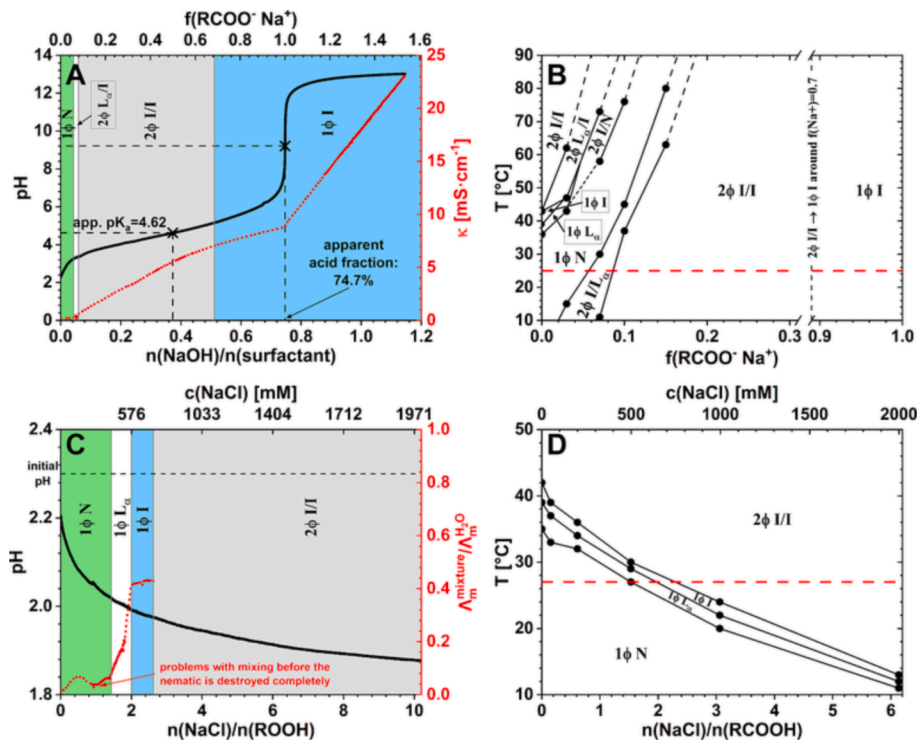 f(RCOO⁻ Na⁺)
0.0 0.2 0.4 0.6 0.8 1.0 1.2 1.4 1.6
A
14
12
10
8
6
4
2
0
pH
1ϕ N
2ϕ Lα/I
2ϕ I/I
1ϕ I
app. pKa=4.62
apparent
acid fraction:
74.7%
25
20
15
10
5
0
κ [mS·cm⁻¹]
0.0 0.2 0.4 0.6 0.8 1.0 1.2
n(NaOH)/n(surfactant)
B
90
80
70
60
50
40
30
20
10
T [°C]
2ϕ I/I
2ϕ Lα/I
2ϕ I/N
1ϕ I
1ϕ Lα
1ϕ N
2ϕ I/Lα
2ϕ I/I
2ϕ I/I → 1ϕ I around f(Na+)=0.7
1ϕ I
0.0 0.1 0.2 0.3 0.9 1.0
f(RCOO⁻ Na⁺)
c(NaCl) [mM]
0 576 1033 1404 1712 1971
C
2.4
2.2
2.0
1.8
pH
initial
pH
1ϕ N
1ϕ Lα
1ϕ I
2ϕ I/I
problems with mixing before the
nematic is destroyed completely
1.0
0.8
0.6
0.4
0.2
0.0
Λₘᵐⁱˣᵗᵘʳᵉ/Λₘᴴ²ᴼ
0 2 4 6 8 10
n(NaCl)/n(ROOH)
c(NaCl) [mM]
0 500 1000 1500 2000
D
50
40
30
20
10
T [°C]
2ϕ I/I
1ϕ I
1ϕ Lα
1ϕ N
0 1 2 3 4 5 6
n(NaCl)/n(RCOOH)